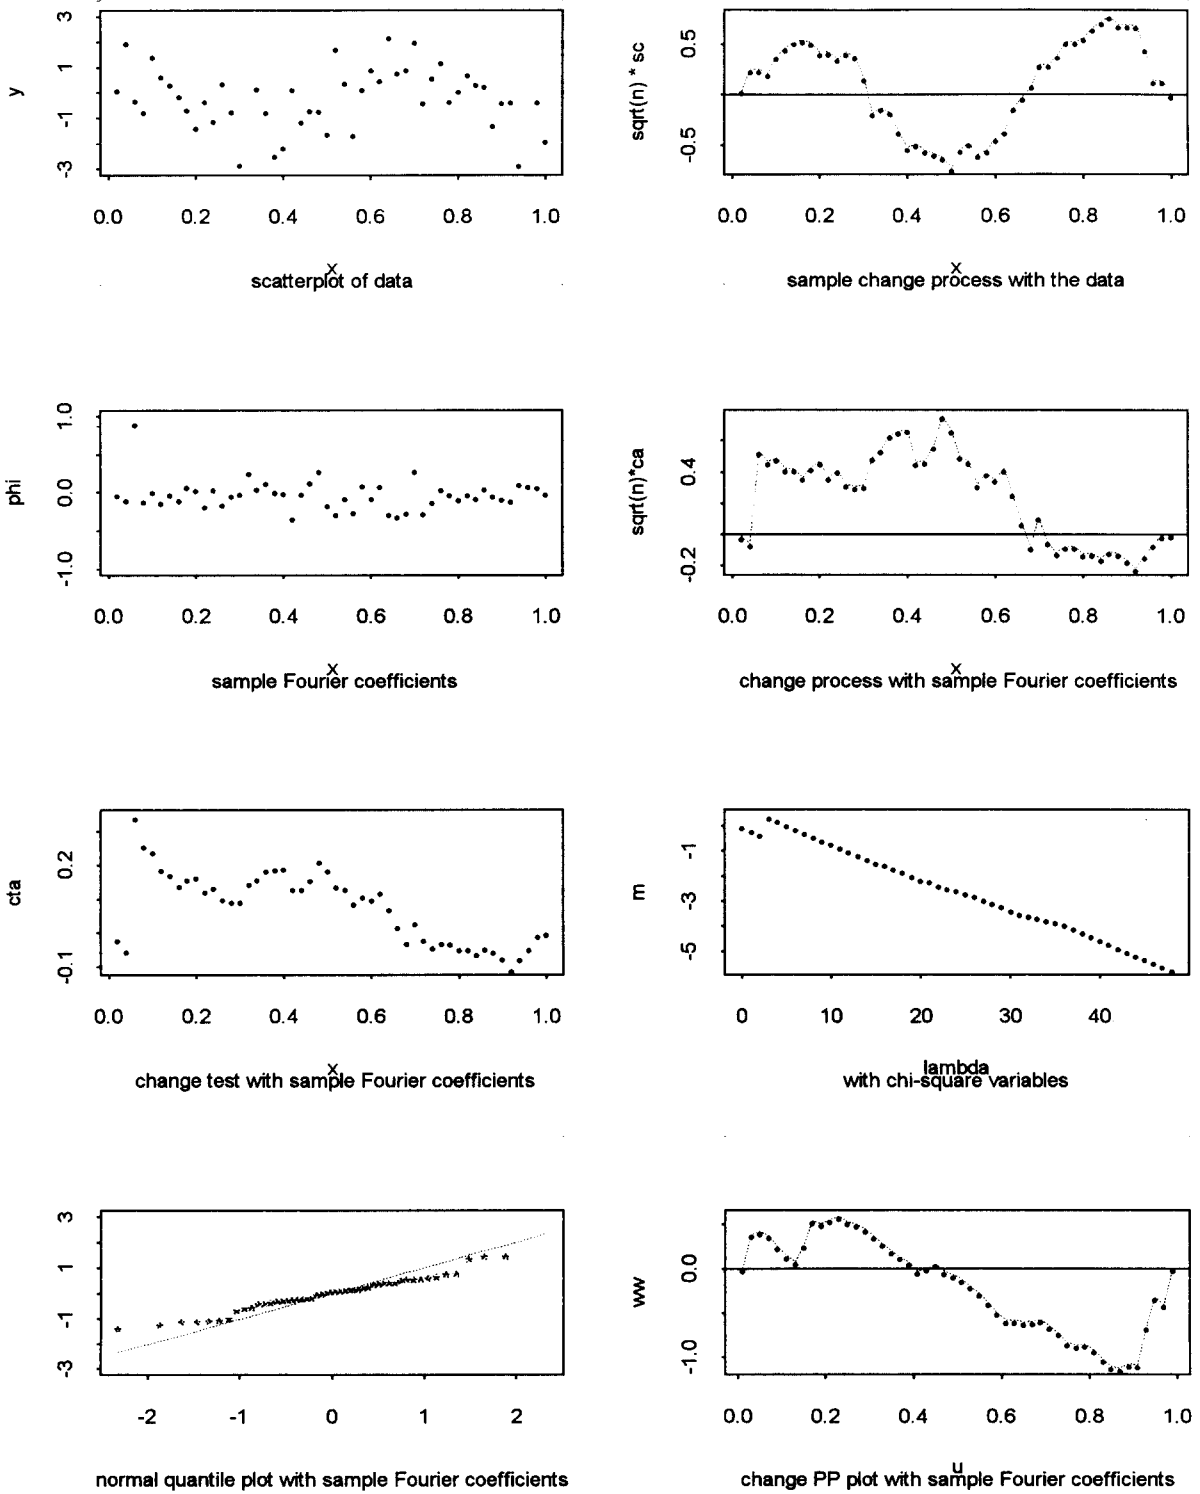 y
3
1
-1
-3
0.0 0.2 0.4 0.6 0.8 1.0
x
scatterplot of data
sqrt(n) * sc
0.5
-0.5
0.0 0.2 0.4 0.6 0.8 1.0
x
sample change process with the data
phi
1.0
0.0
-1.0
0.0 0.2 0.4 0.6 0.8 1.0
x
sample Fourier coefficients
sqrt(n)*ca
0.4
-0.2
0.0 0.2 0.4 0.6 0.8 1.0
x
change process with sample Fourier coefficients
cta
0.2
-0.1
0.0 0.2 0.4 0.6 0.8 1.0
x
change test with sample Fourier coefficients
m
-1
-3
-5
0 10 20 30 40
lambda
with chi-square variables
3
1
-1
-3
-2 -1 0 1 2
normal quantile plot with sample Fourier coefficients
ww
0.0
-1.0
0.0 0.2 0.4 0.6 0.8 1.0
u
change PP plot with sample Fourier coefficients